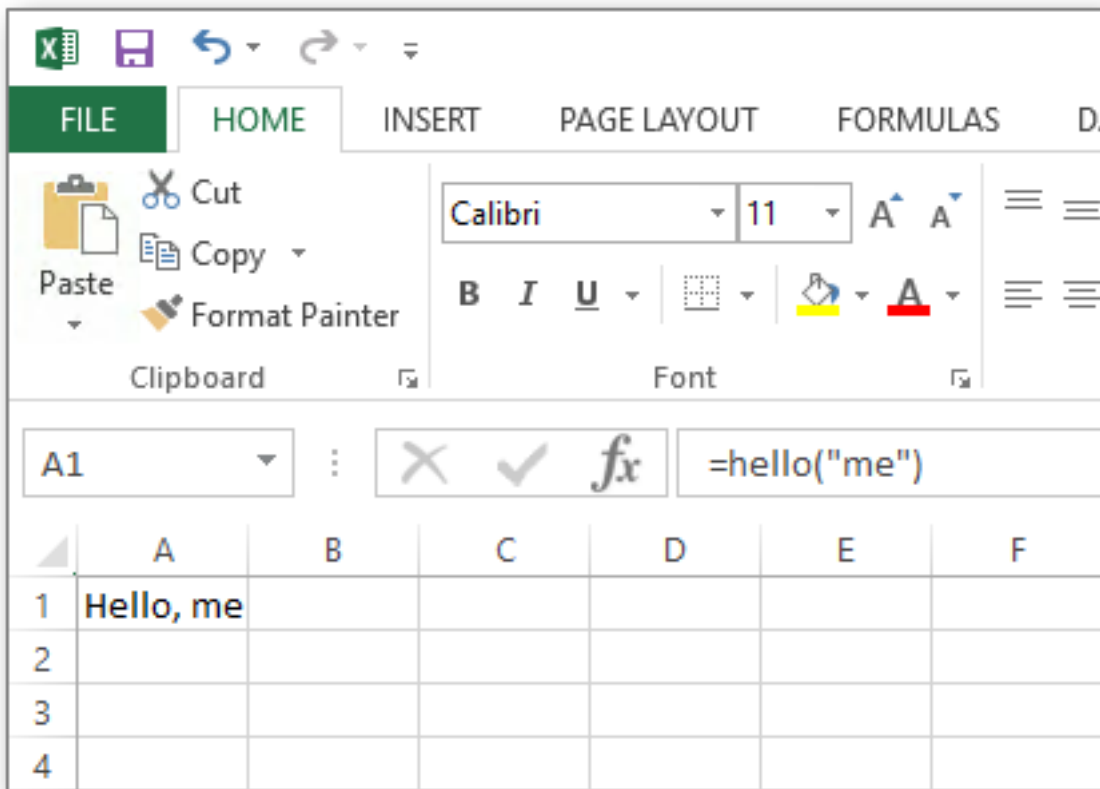 FILE HOME INSERT PAGE LAYOUT FORMULAS
Cut
Calibri 11
Copy
Paste
B I U A
Format Painter
Clipboard Font
A1 fx =hello("me")
A B C D E F
1 Hello, me
2
3
4